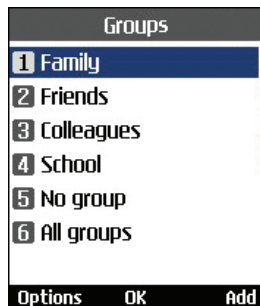 Groups
1 Family
2 Friends
3 Colleagues
4 School
5 No group
6 All groups
Options OK Add